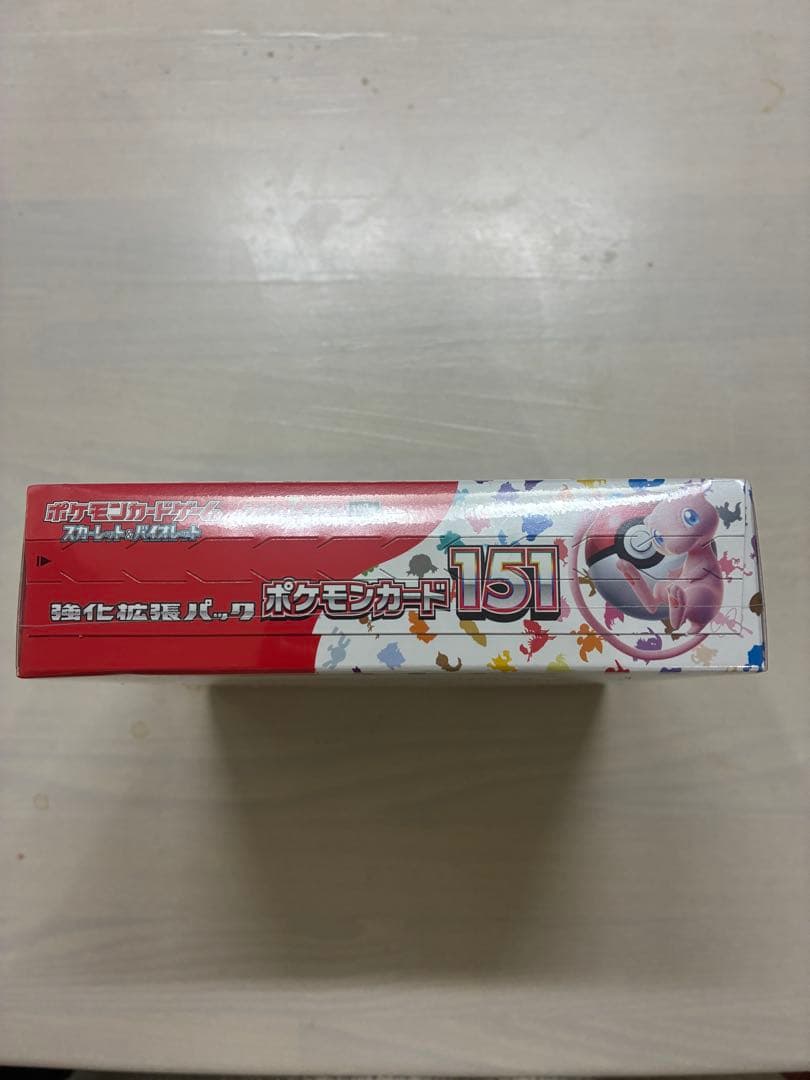 ポケモンカードゲーム
スカーレット&バイオレット
強化拡張パック ポケモンカード151